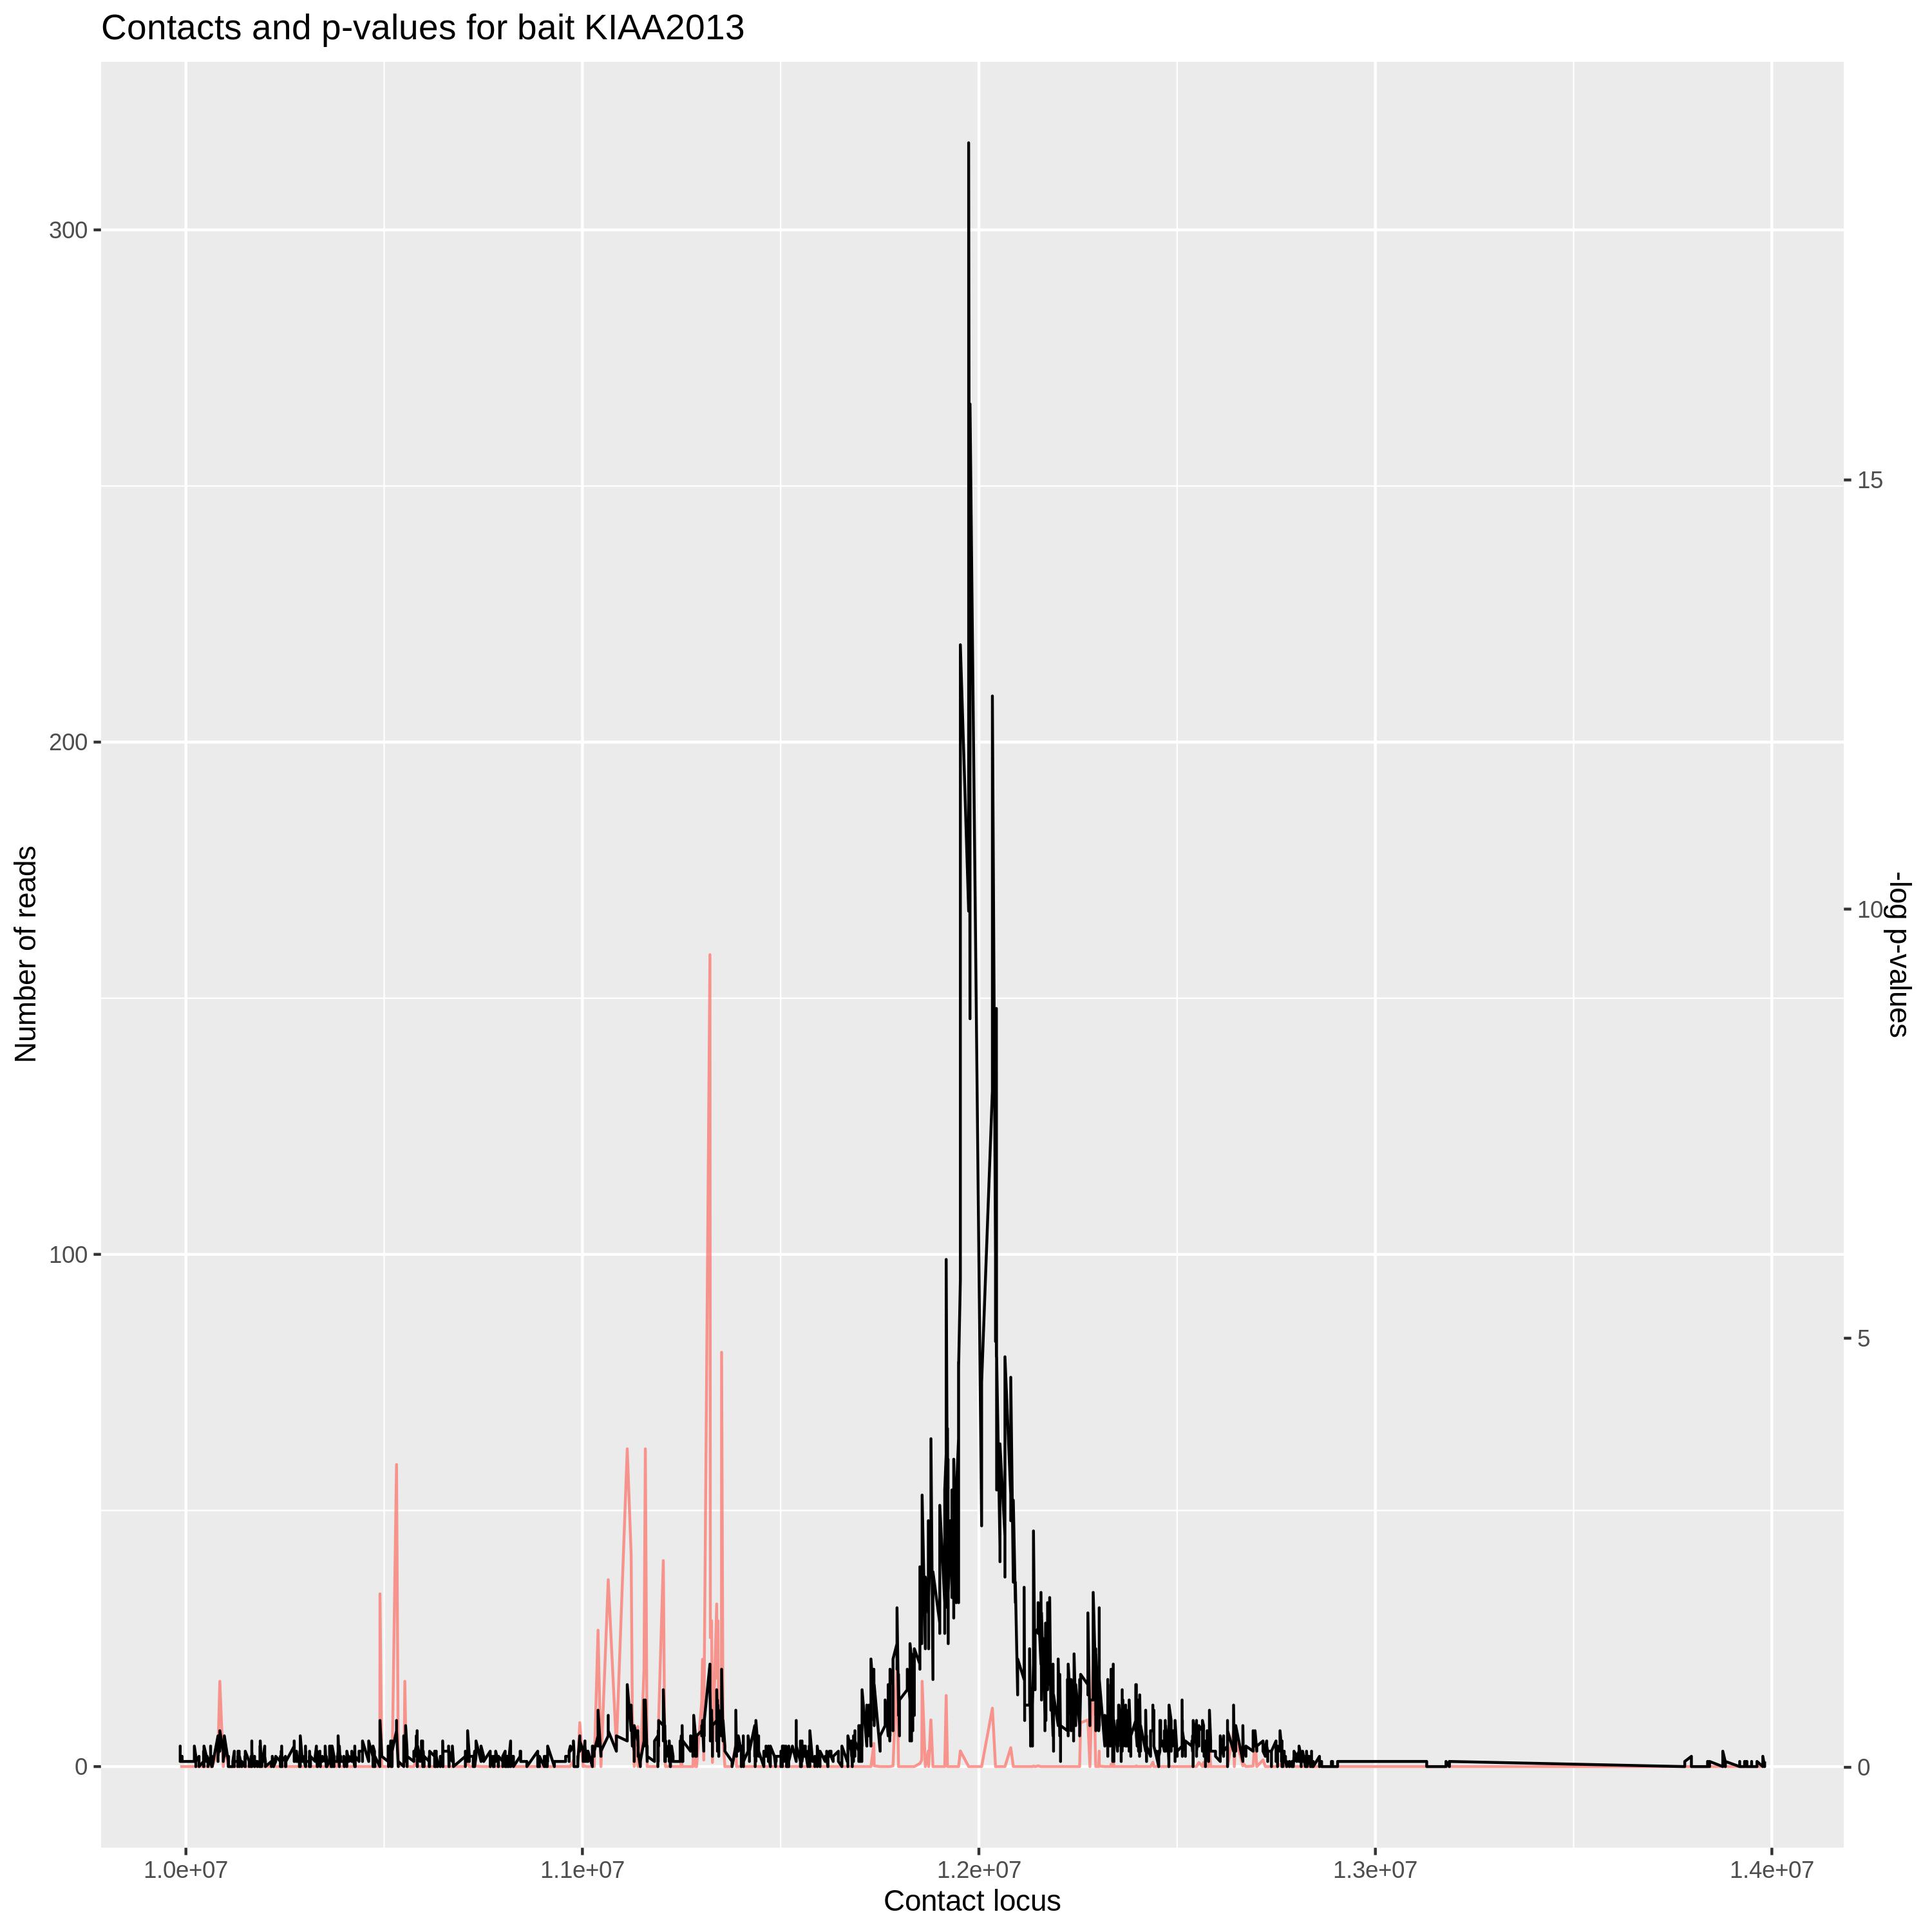 Contacts and p-values for bait KIAA2013
Number of reads
300
200
100
0
15
10
5
0
-log p-values
1.0e+07
1.1e+07
1.2e+07
1.3e+07
1.4e+07
Contact locus